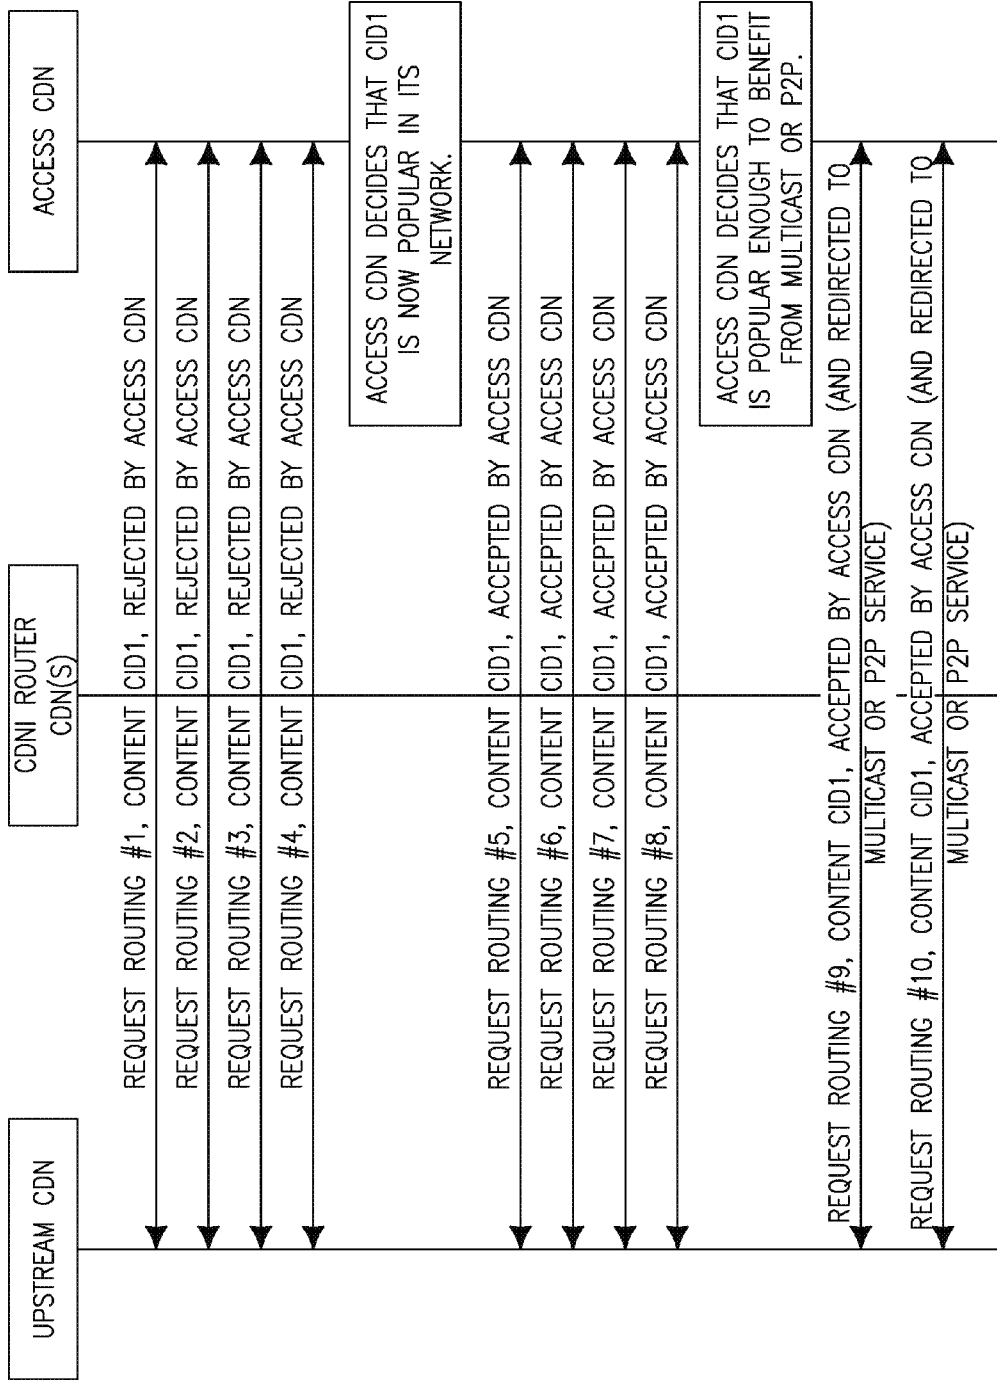 UPSTREAM CDN
CDNI ROUTER
CDN(S)
ACCESS CDN
REQUEST ROUTING #1, CONTENT CID1, REJECTED BY ACCESS CDN
REQUEST ROUTING #2, CONTENT CID1, REJECTED BY ACCESS CDN
REQUEST ROUTING #3, CONTENT CID1, REJECTED BY ACCESS CDN
REQUEST ROUTING #4, CONTENT CID1, REJECTED BY ACCESS CDN
ACCESS CDN DECIDES THAT CID1
IS NOW POPULAR IN ITS
NETWORK.
REQUEST ROUTING #5, CONTENT CID1, ACCEPTED BY ACCESS CDN
REQUEST ROUTING #6, CONTENT CID1, ACCEPTED BY ACCESS CDN
REQUEST ROUTING #7, CONTENT CID1, ACCEPTED BY ACCESS CDN
REQUEST ROUTING #8, CONTENT CID1, ACCEPTED BY ACCESS CDN
ACCESS CDN DECIDES THAT CID1
IS POPULAR ENOUGH TO BENEFIT
FROM MULTICAST OR P2P.
REQUEST ROUTING #9, CONTENT CID1, ACCEPTED BY ACCESS CDN (AND REDIRECTED TO
MULTICAST OR P2P SERVICE)
REQUEST ROUTING #10, CONTENT CID1, ACCEPTED BY ACCESS CDN (AND REDIRECTED TO
MULTICAST OR P2P SERVICE)